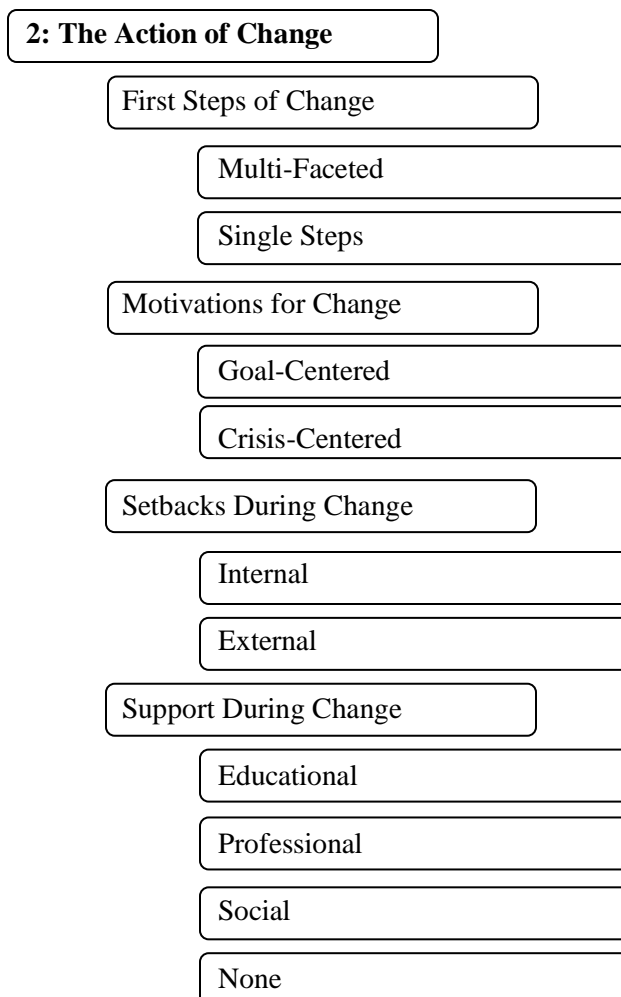 2: The Action of Change
First Steps of Change
Multi-Faceted
Single Steps
Motivations for Change
Goal-Centered
Crisis-Centered
Setbacks During Change
Internal
External
Support During Change
Educational
Professional
Social
None